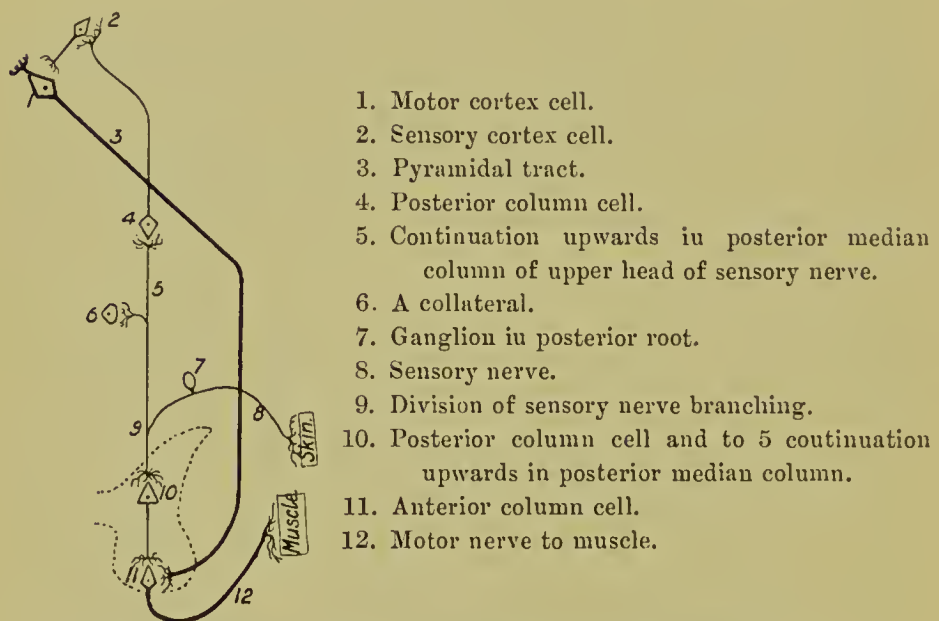 2
3
4
5
6
7
8
9
10
11
12
Skin.
Muscle
1. Motor cortex cell.
2. Sensory cortex cell.
3. Pyramidal tract.
4. Posterior column cell.
5. Continuation upwards iu posterior median
column of upper head of sensory nerve.
6. A collateral.
7. Ganglion iu posterior root.
8. Sensory nerve.
9. Division of sensory nerve branching.
10. Posterior column cell and to 5 coutinuation
upwards in posterior median column.
11. Anterior column cell.
12. Motor nerve to muscle.